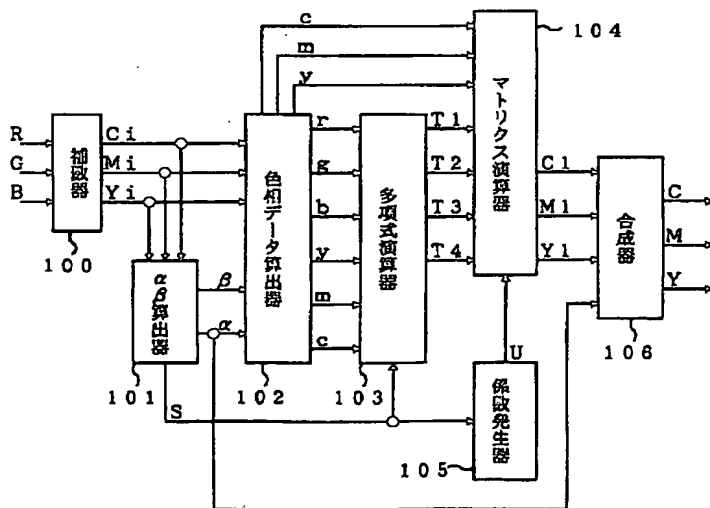 c
m
y
104
R
G
B
補数器
100
Ci
Mi
Yi
αβ算出器
101
β
α
S
色相データ算出器
102
r
g
b
y
m
c
多項式演算器
103
T1
T2
T3
T4
マトリクス演算器
U
係数発生器
105
C1
M1
Y1
合成器
106
C
M
Y